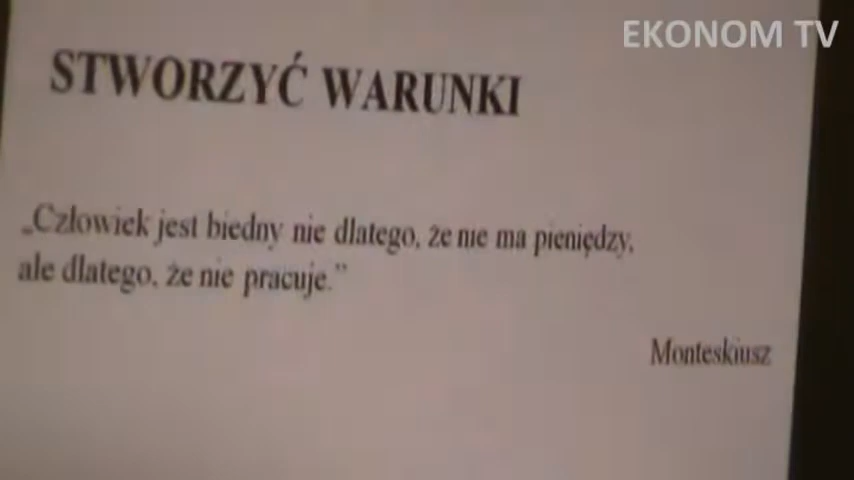 EKONOM TV
STWORZYĆ WARUNKI
„Człowiek jest biedny nie dlatego, że nie ma pieniędzy,
ale dlatego, że nie pracuje.”
Monteskiusz